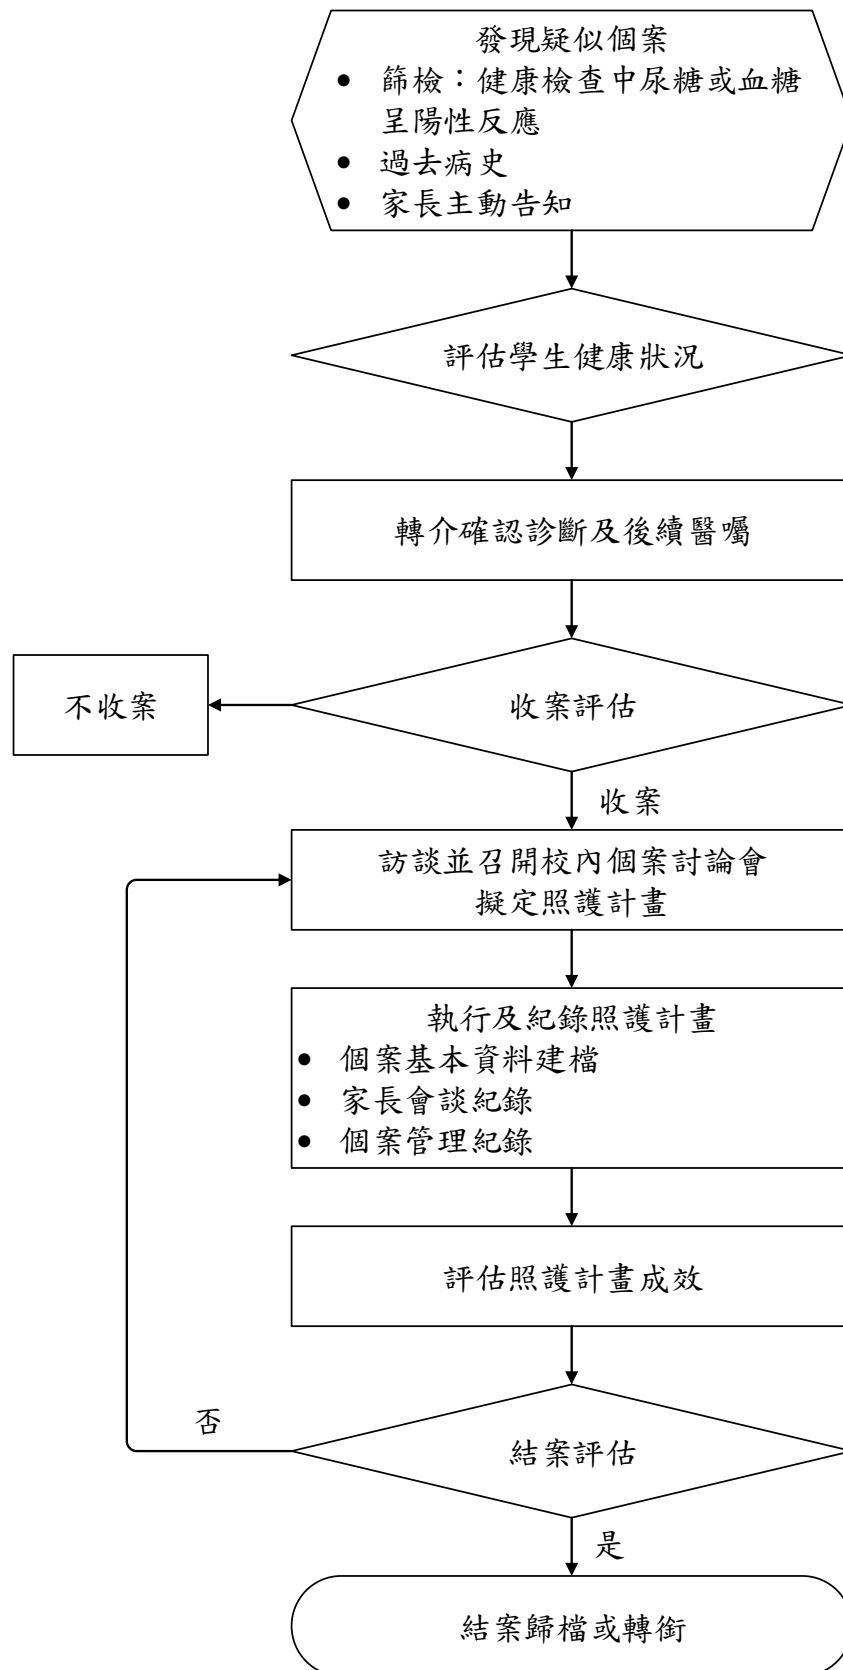 發現疑似個案
● 篩檢：健康檢查中尿糖或血糖
呈陽性反應
● 過去病史
● 家長主動告知
評估學生健康狀況
轉介確認診斷及後續醫囑
不收案
收案評估
收案
訪談並召開校內個案討論會
擬定照護計畫
執行及紀錄照護計畫
● 個案基本資料建檔
● 家長會談紀錄
● 個案管理紀錄
評估照護計畫成效
否
結案評估
是
結案歸檔或轉銜